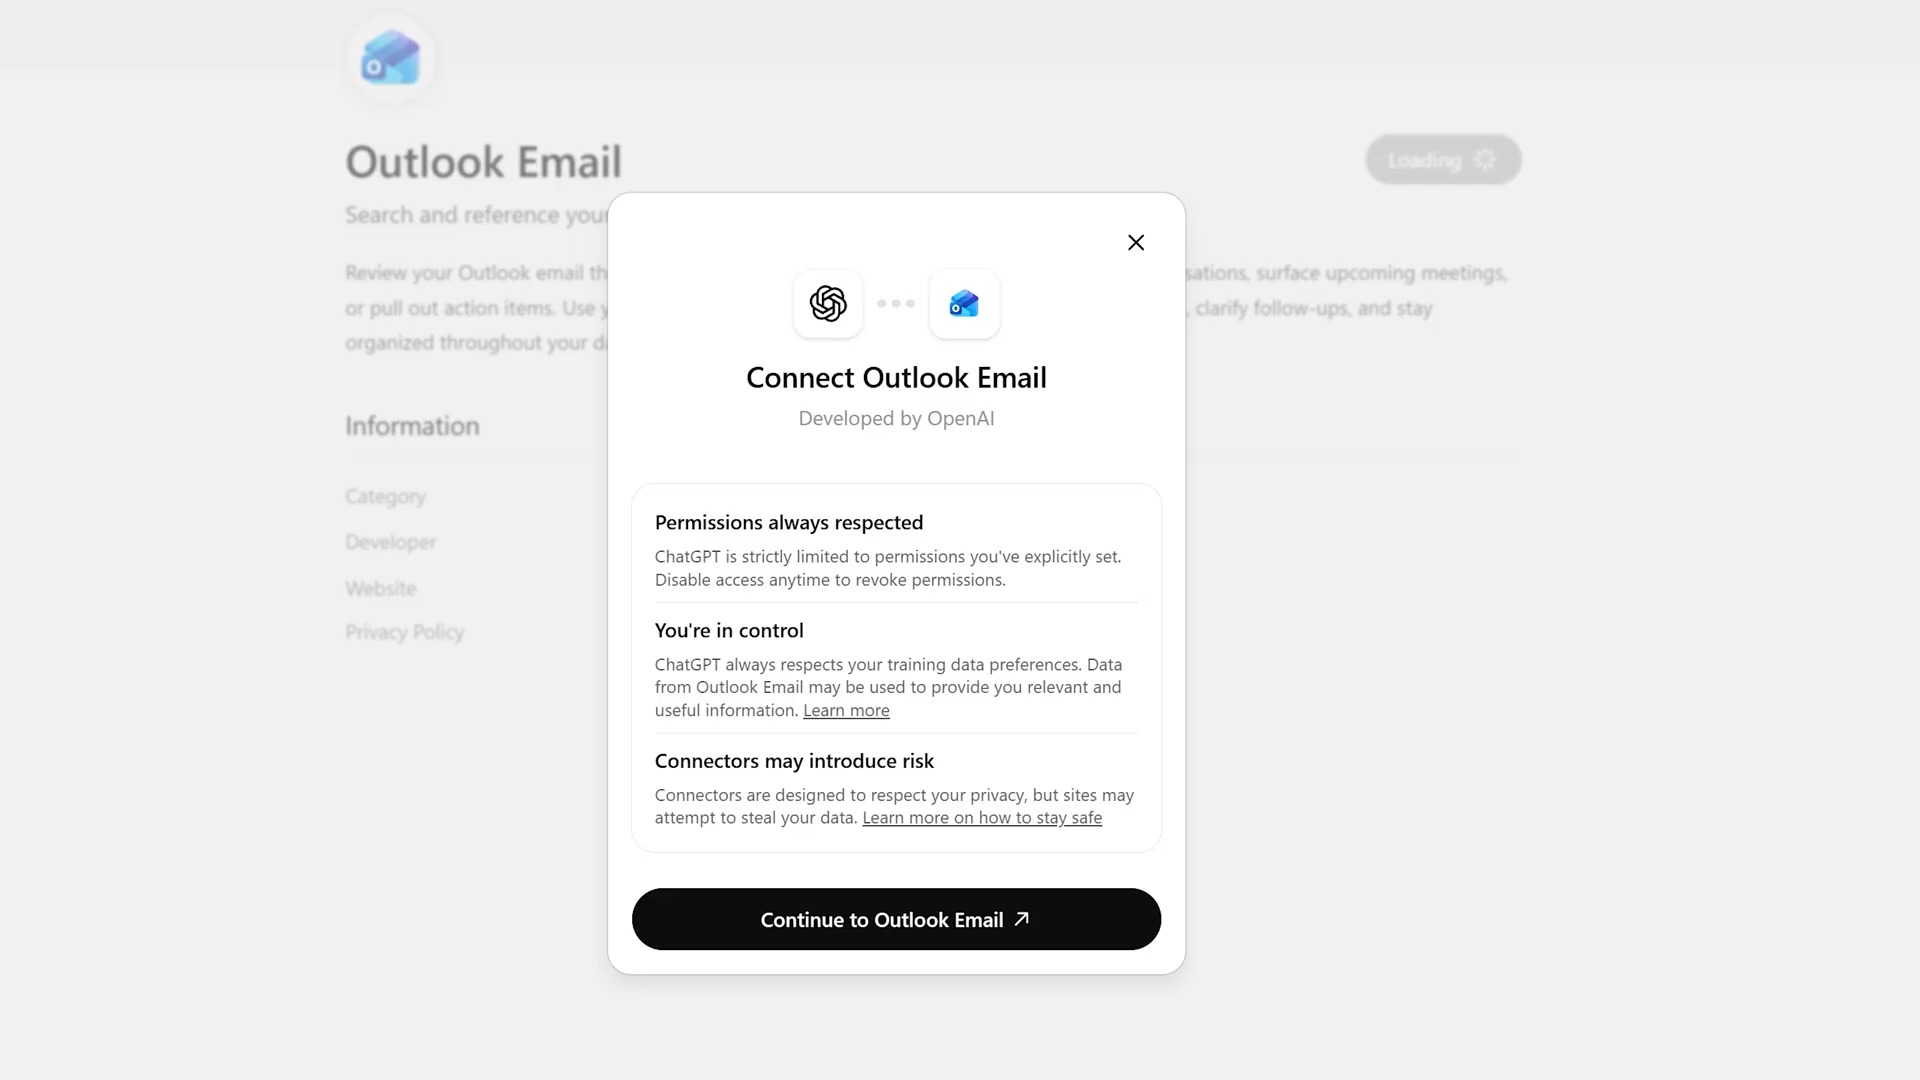 Outlook Email
Loading
Search and reference your
Review your Outlook email
sations, surface upcoming meetings,
or pull out action items. Use
, clarify follow-ups, and stay
organized throughout your
Information
Category
Developer
Website
Privacy Policy
Connect Outlook Email
Developed by OpenAI
Permissions always respected
ChatGPT is strictly limited to permissions you've explicitly set.
Disable access anytime to revoke permissions.
You're in control
ChatGPT always respects your training data preferences. Data
from Outlook Email may be used to provide you relevant and
useful information. Learn more
Connectors may introduce risk
Connectors are designed to respect your privacy, but sites may
attempt to steal your data. Learn more on how to stay safe
Continue to Outlook Email